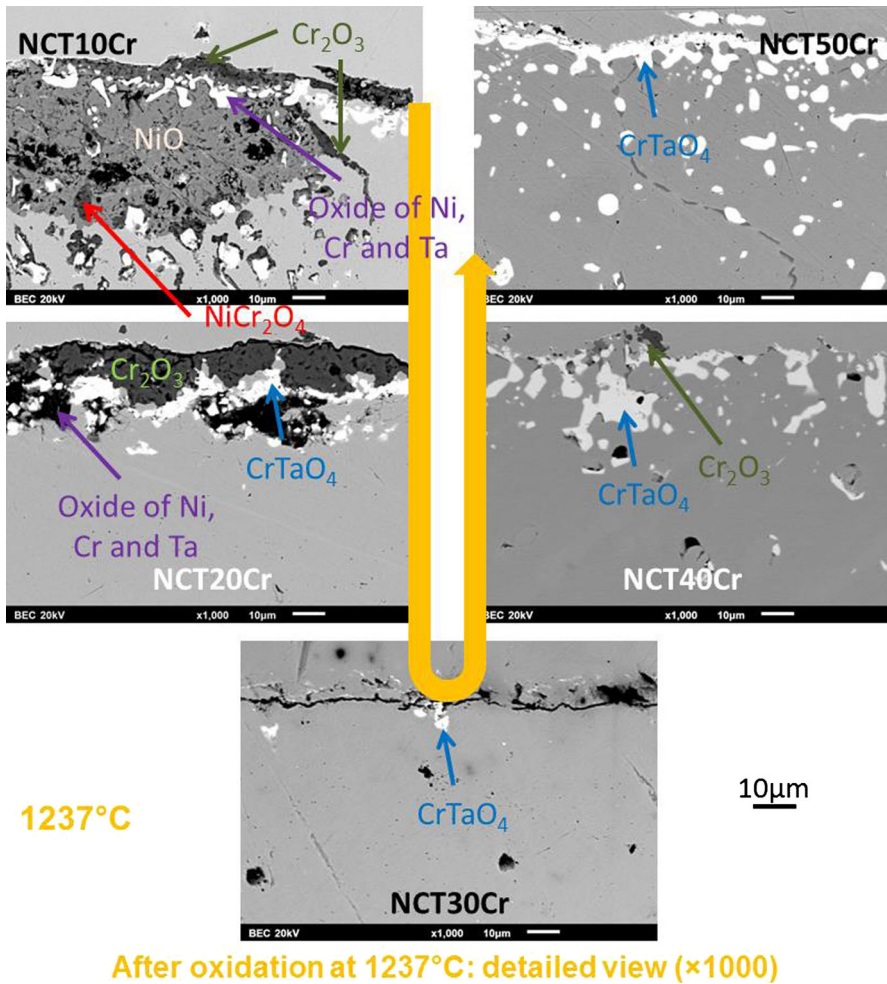 NCT10Cr
Cr₂O₃
NiO
Oxide of Ni,
Cr and Ta
BEC 20kV x1,000 10µm
NiCr₂O₄
Cr₂O₃
CrTaO₄
Oxide of Ni,
Cr and Ta
NCT20Cr
BEC 20kV x1,000 10µm
CrTaO₄
NCT30Cr
BEC 20kV x1,000 10µm
NCT50Cr
CrTaO₄
BEC 20kV x1,000 10µm
Cr₂O₃
CrTaO₄
NCT40Cr
BEC 20kV x1,000 10µm
10µm
1237°C
After oxidation at 1237°C: detailed view (×1000)